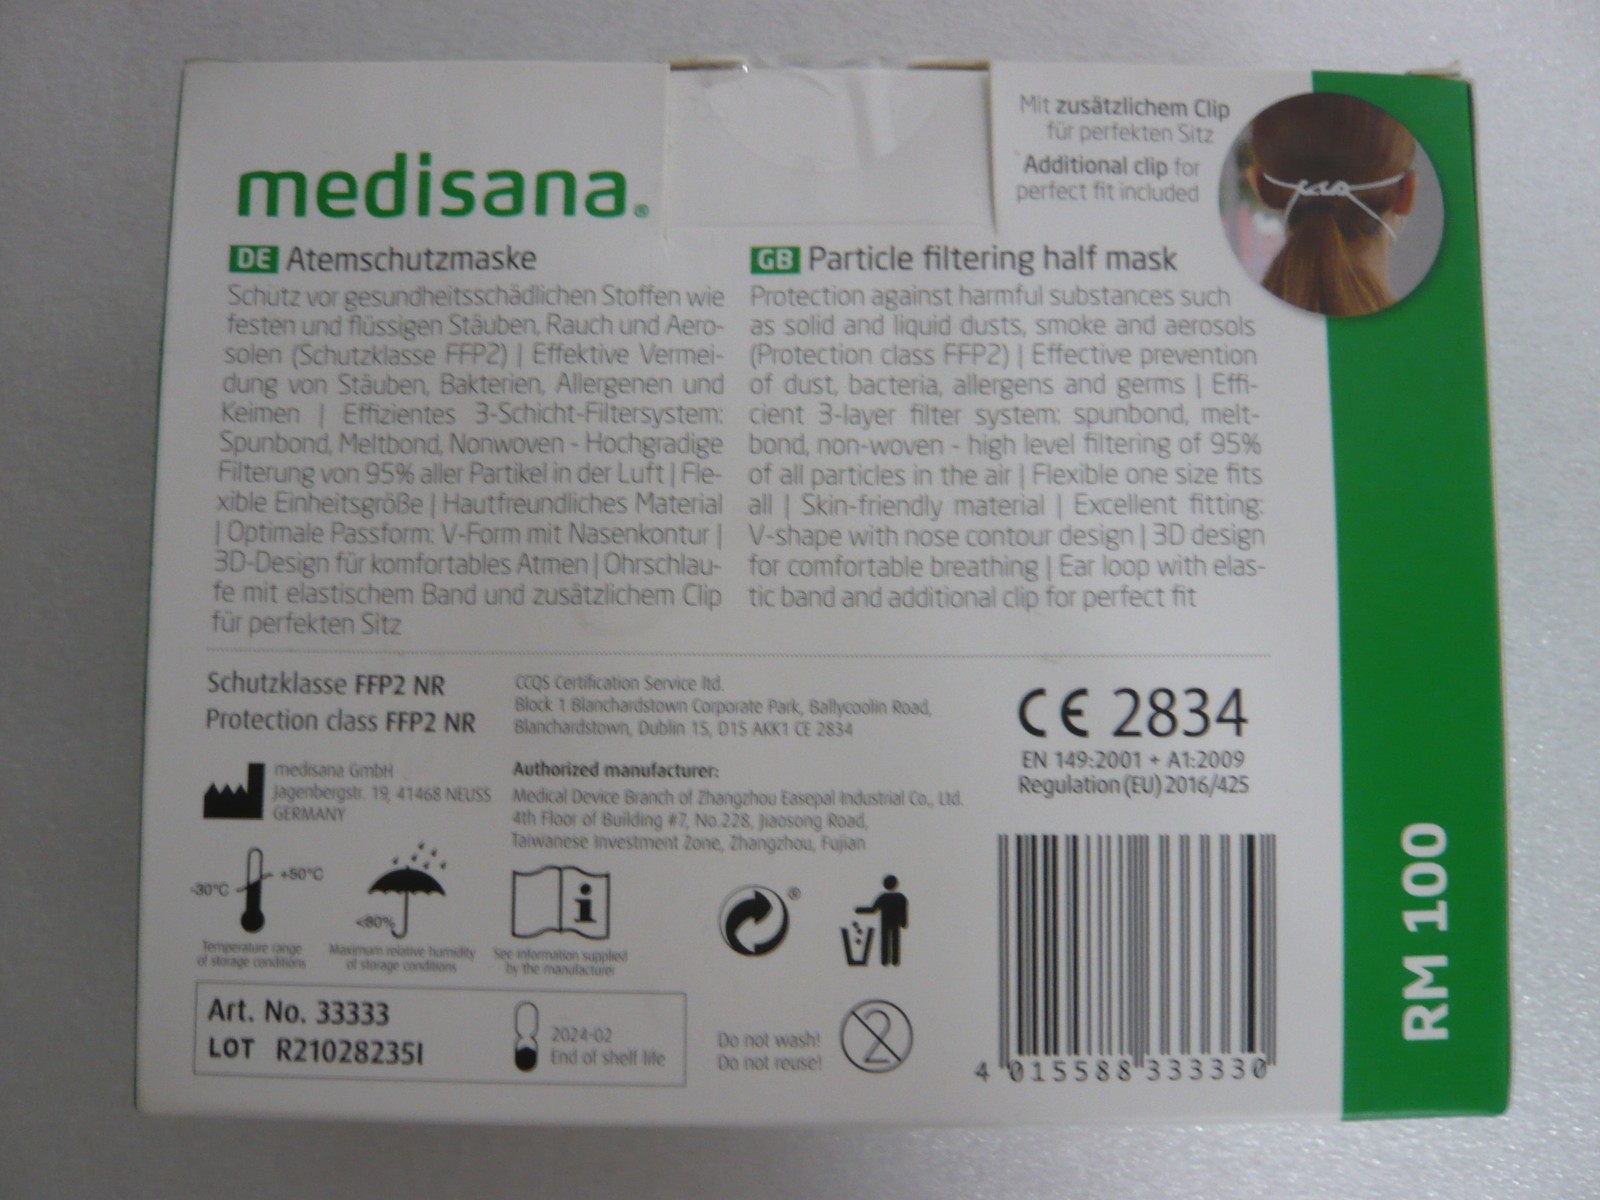 Mit zusätzlichem Clip
für perfekten Sitz
Additional clip for
perfect fit included
medisana®
DE Atemschutzmaske
Schutz vor gesundheitsschädlichen Stoffen wie
festen und flüssigen Stäuben, Rauch und Aero-
solen (Schutzklasse FFP2) | Effektive Vermei-
dung von Stäuben, Bakterien, Allergenen und
Keimen | Effizientes 3-Schicht-Filtersystem:
Spunbond, Meltbond, Nonwoven - Hochgradige
Filterung von 95% aller Partikel in der Luft | Fle-
xible Einheitsgröße | Hautfreundliches Material
| Optimale Passform: V-Form mit Nasenkontur |
3D-Design für komfortables Atmen | Ohrschlau-
fe mit elastischem Band und zusätzlichem Clip
für perfekten Sitz
GB Particle filtering half mask
Protection against harmful substances such
as solid and liquid dusts, smoke and aerosols
(Protection class FFP2) | Effective prevention
of dust, bacteria, allergens and germs | Effi-
cient 3-layer filter system: spunbond, melt-
bond, non-woven - high level filtering of 95%
of all particles in the air | Flexible one size fits
all | Skin-friendly material | Excellent fitting:
V-shape with nose contour design | 3D design
for comfortable breathing | Ear loop with elas-
tic band and additional clip for perfect fit
Schutzklasse FFP2 NR
Protection class FFP2 NR
CCQS Certification Service ltd.
Block 1 Blanchardstown Corporate Park, Ballycoolin Road,
Blanchardstown, Dublin 15, D15 AKK1 CE 2834
CE 2834
EN 149:2001 + A1:2009
Regulation (EU) 2016/425
medisana GmbH
Jagenbergstr. 19, 41468 NEUSS
GERMANY
Authorized manufacturer:
Medical Device Branch of Zhangzhou Easepal Industrial Co., Ltd.
4th Floor of Building #7, No.228, Jiaosong Road,
Taiwanese Investment Zone, Zhangzhou, Fujian
-30°C
+50°C
Temperature range
of storage conditions
<80%
Maximum relative humidity
of storage conditions
i
See information supplied
by the manufacturer
®
Art. No. 33333
LOT R21028235I
2024-02
End of shelf life
Do not wash!
Do not reuse!
2
4 015588 333330
RM 100